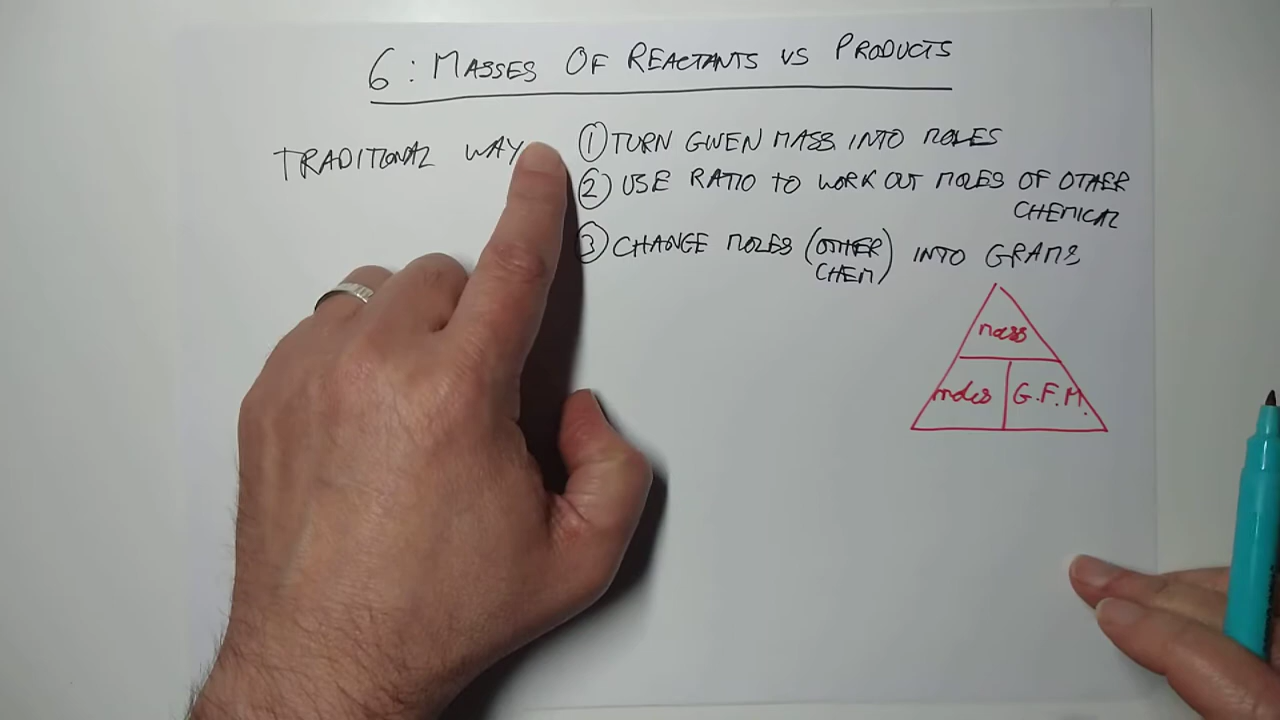 6: MASSES OF REACTANTS VS PRODUCTS
TRADITIONAL WAY
① TURN GIVEN MASS INTO MOLES
② USE RATIO TO WORK OUT MOLES OF OTHER
CHEMICAL
③ CHANGE MOLES (OTHER CHEM) INTO GRAMS
mass
moles G.F.M.